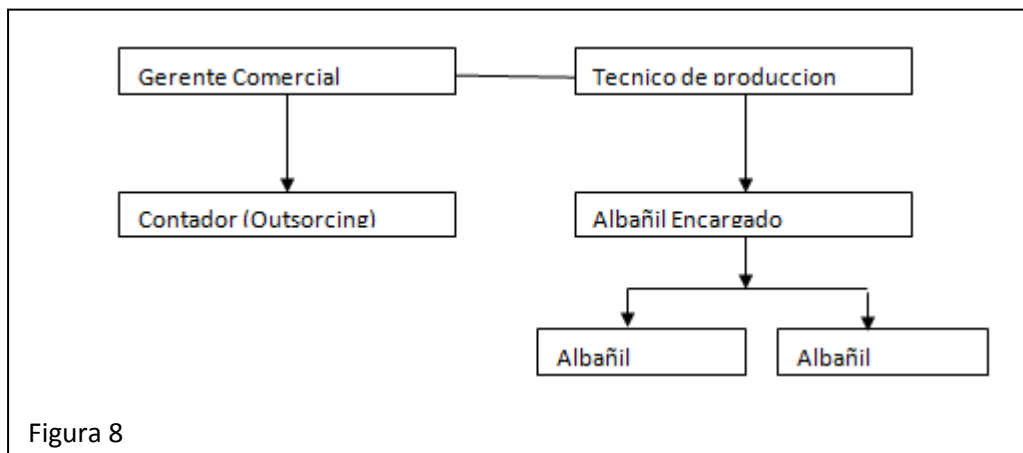 Gerente Comercial
Tecnico de produccion
Contador (Outsorcing)
Albañil Encargado
Albañil
Albañil
Figura 8